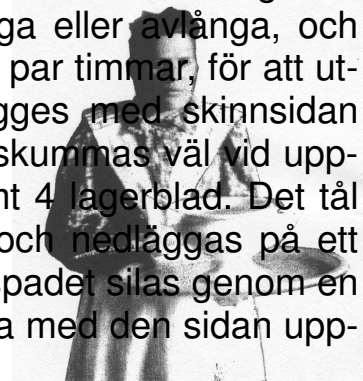 ga eller avlånga, och
par timmar, för att ut-
gges med skinnsidan
skummas väl vid upp-
nt 4 lagerblad. Det tål
och nedläggas på ett
spadet silas genom en
a med den sidan upp-